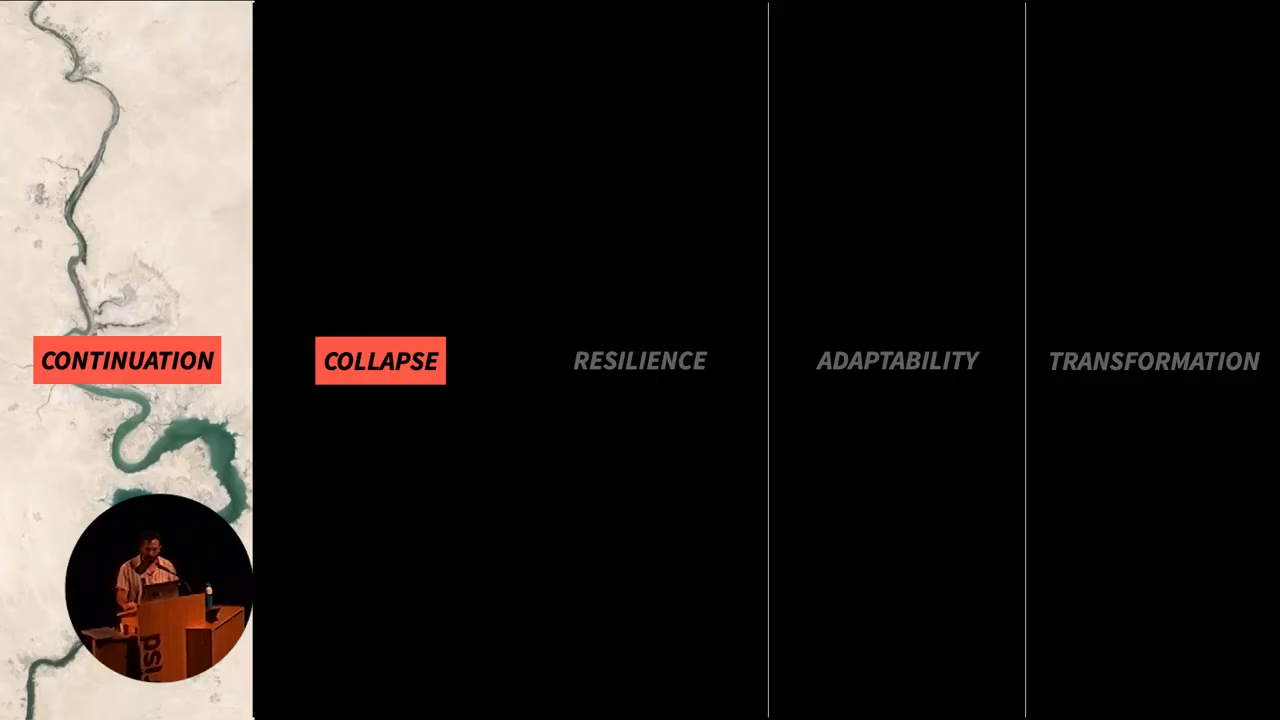 CONTINUATION
COLLAPSE
RESILIENCE
ADAPTABILITY
TRANSFORMATION